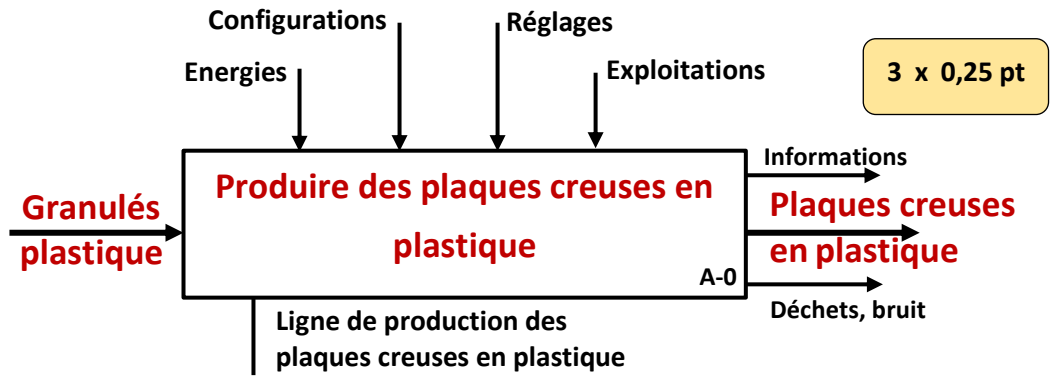 Configurations
Réglages
Energies
Exploitations
3 x 0,25 pt
Informations
Granulés
plastique
Produire des plaques creuses en
plastique
Plaques creuses
en plastique
A-0
Déchets, bruit
Ligne de production des
plaques creuses en plastique